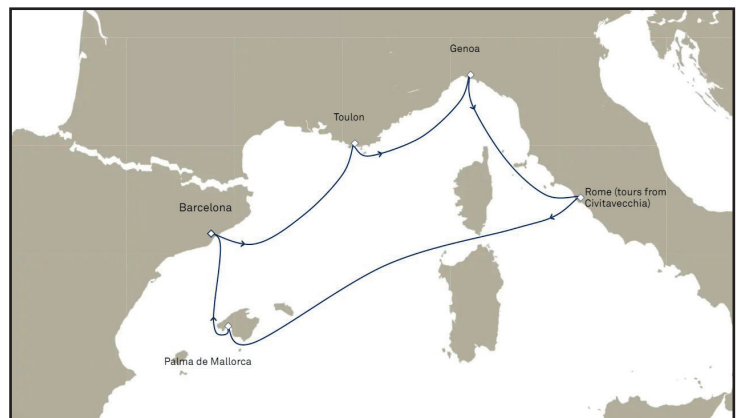 Genoa
Toulon
Rome (tours from
Civitavecchia)
Barcelona
Palma de Mallorca